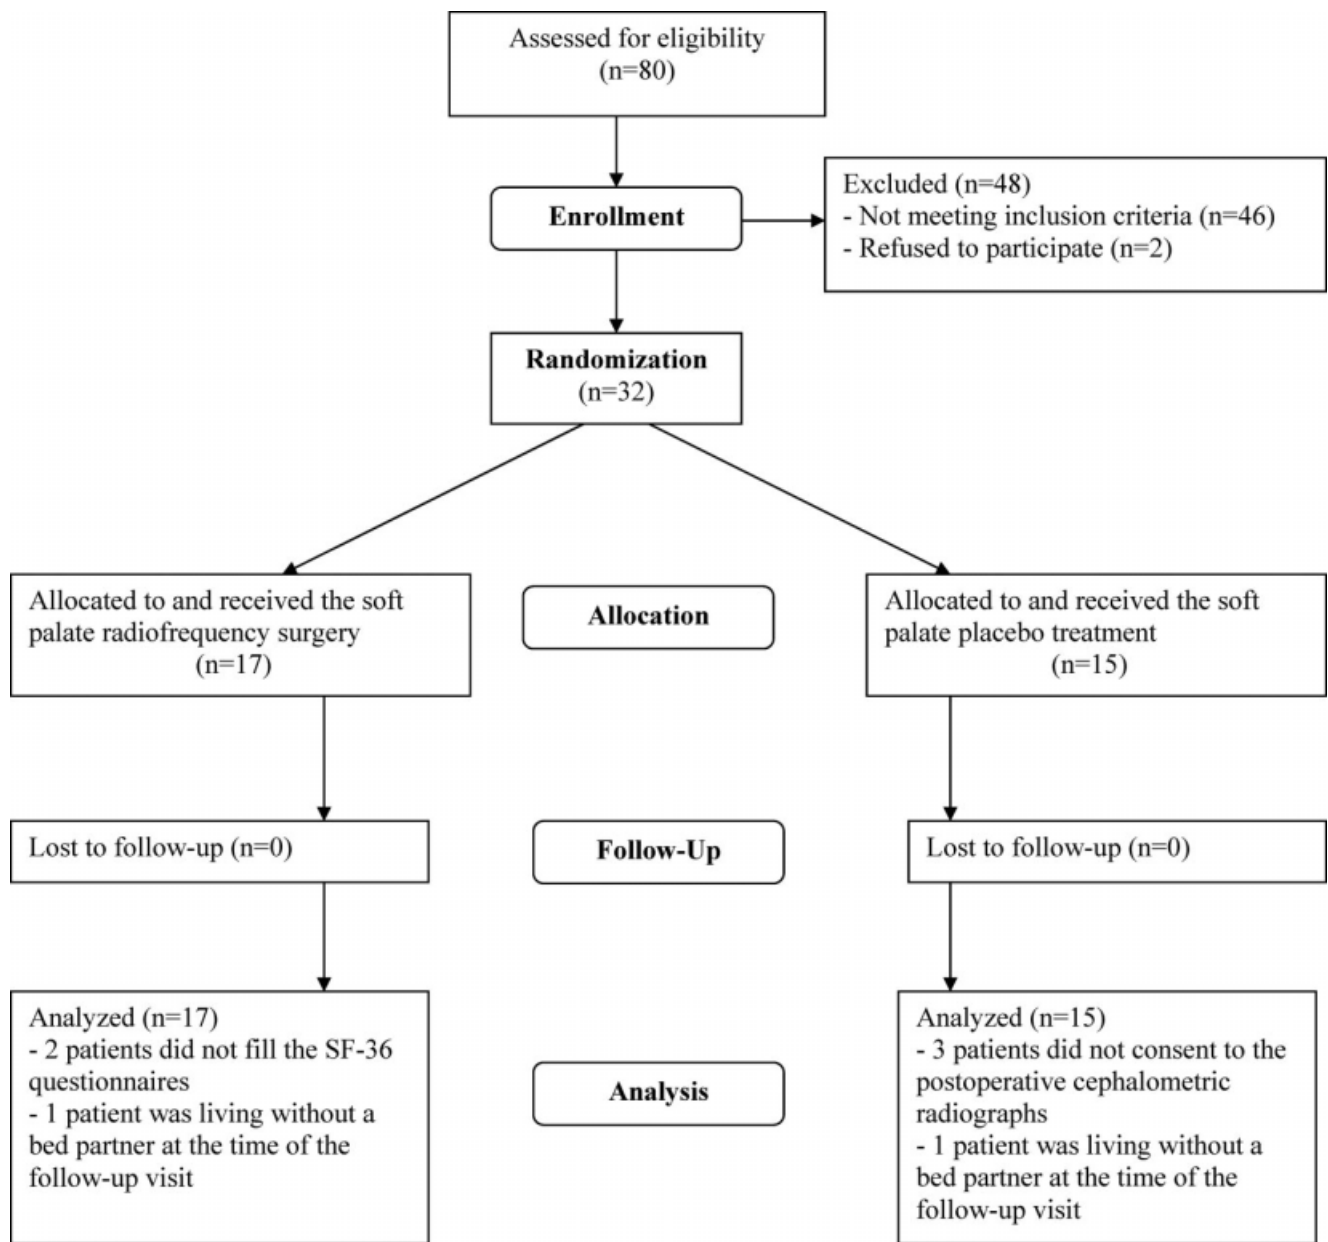 Assessed for eligibility
(n=80)
Enrollment
Excluded (n=48)
- Not meeting inclusion criteria (n=46)
- Refused to participate (n=2)
Randomization
(n=32)
Allocated to and received the soft
palate radiofrequency surgery
(n=17)
Allocation
Allocated to and received the soft
palate placebo treatment
(n=15)
Lost to follow-up (n=0)
Follow-Up
Lost to follow-up (n=0)
Analyzed (n=17)
- 2 patients did not fill the SF-36
questionnaires
- 1 patient was living without a
bed partner at the time of the
follow-up visit
Analysis
Analyzed (n=15)
- 3 patients did not consent to the
postoperative cephalometric
radiographs
- 1 patient was living without a
bed partner at the time of the
follow-up visit